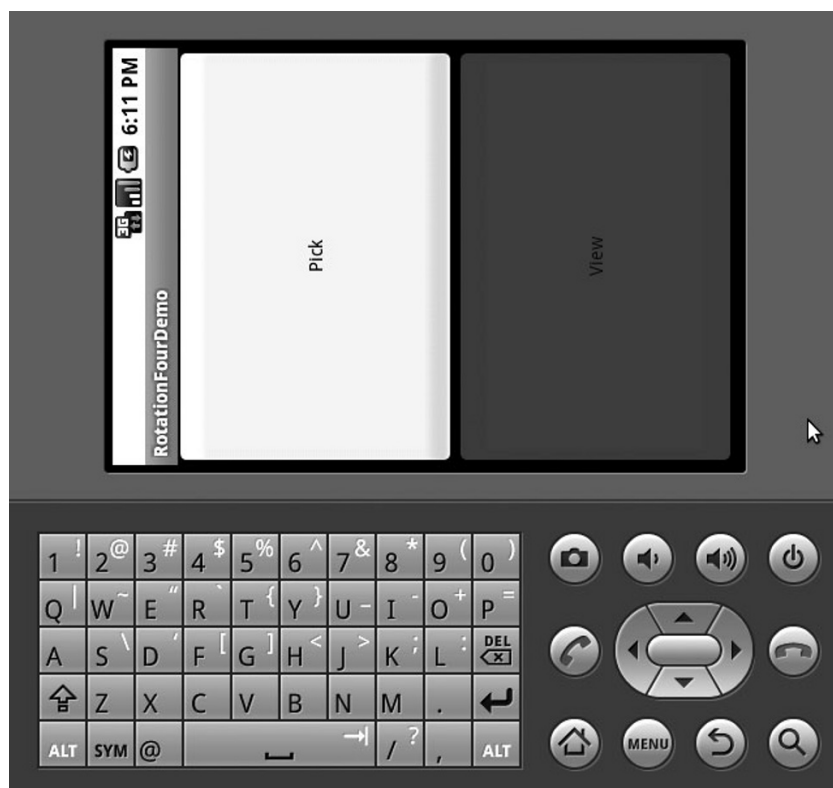 3G 6:11 PM
RotationFourDemo
Pick
View
1 ! 2 @ 3 # 4 $ 5 % 6 ^ 7 & 8 * 9 ( 0 )
Q | W ~ E “ R ` T { Y } U _ I - O + P =
A S \ D ‘ F [ G ] H < J > K ; L : DEL
Z X C V B N M .
ALT SYM @ / ? , ALT
MENU